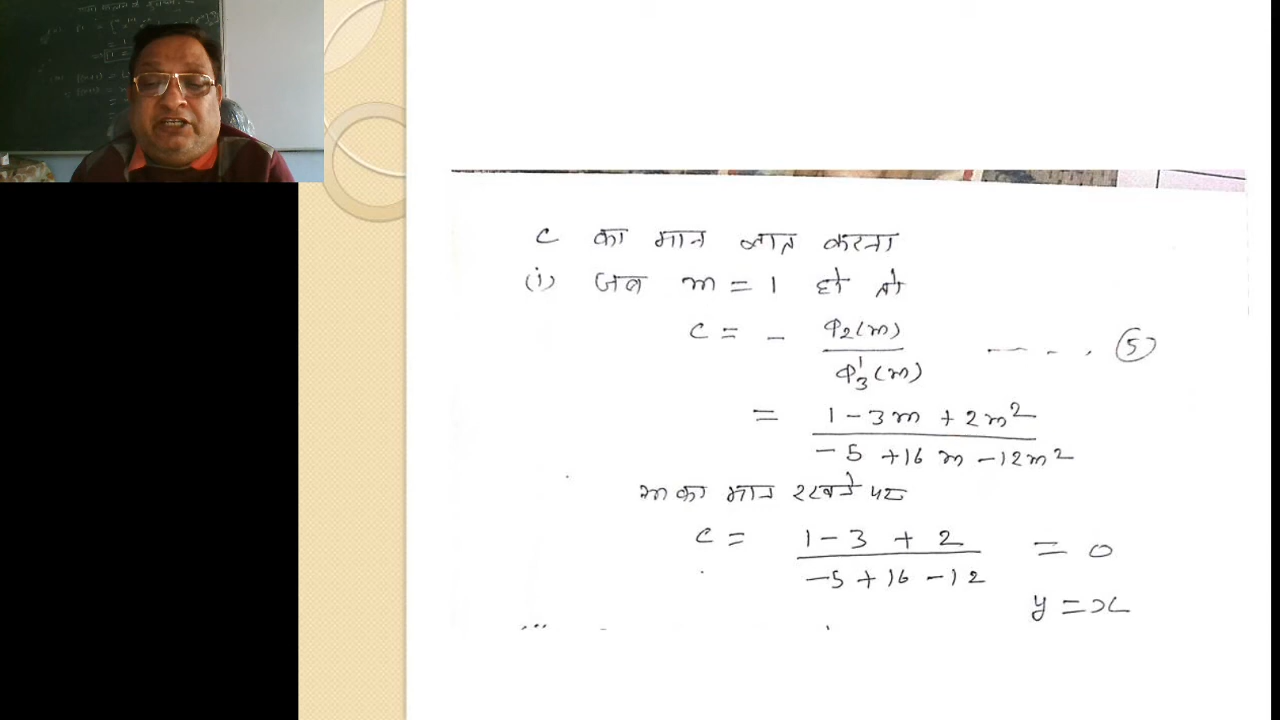 c का मान ज्ञात करना
(i) जब m = 1 हो तो
c = - φ2(m) / φ3'(m) ---- (5)
= 1 - 3m + 2m² / -5 + 16m - 12m²
m का मान रखने पर
c = 1 - 3 + 2 / -5 + 16 - 12 = 0
y = x